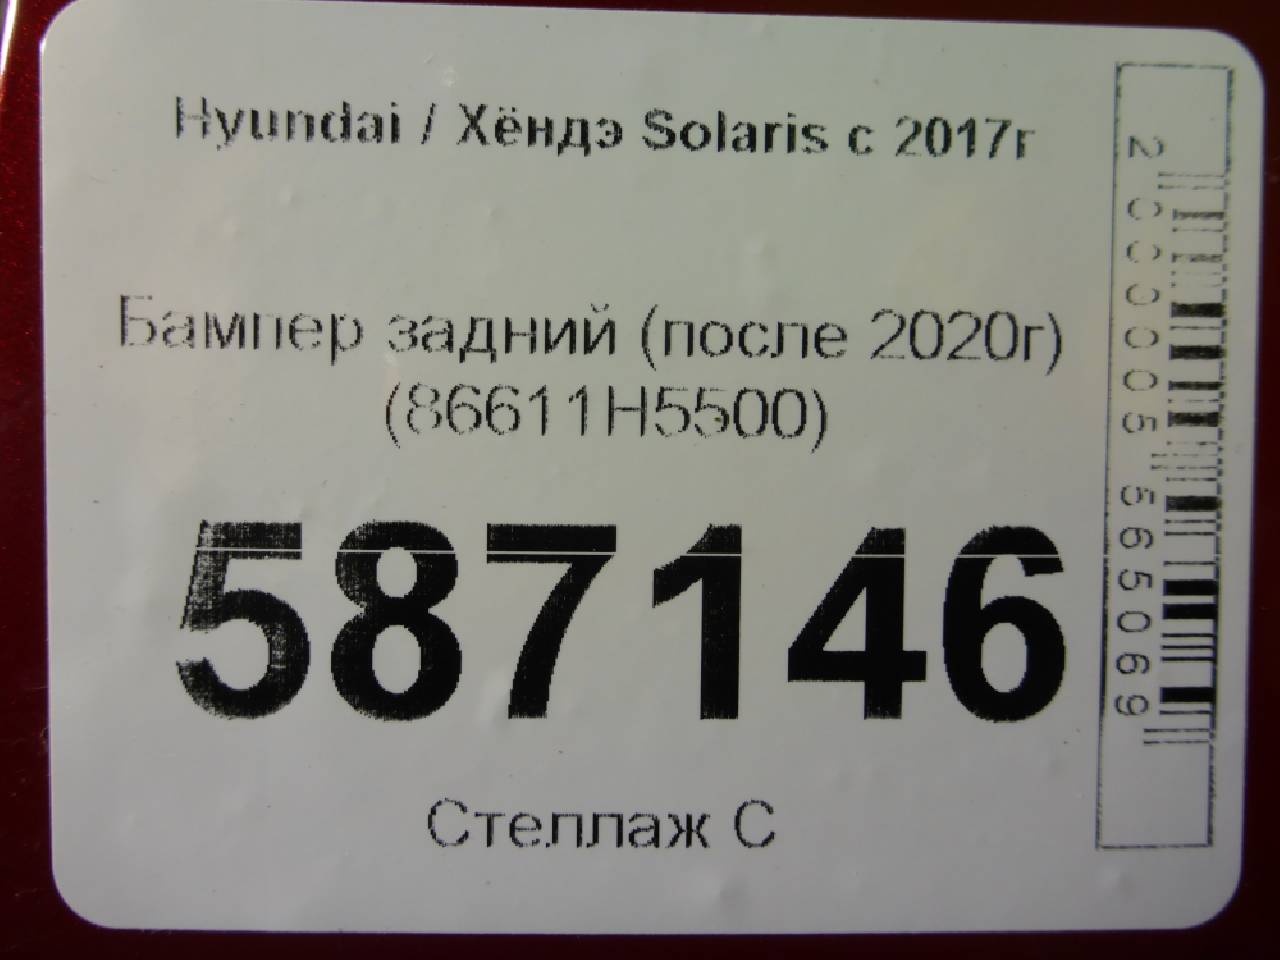 Hyundai / Хёндэ Solaris с 2017г
Бампер задний (после 2020г)
(86611H5500)
587146
Стеллаж С
2000005565069